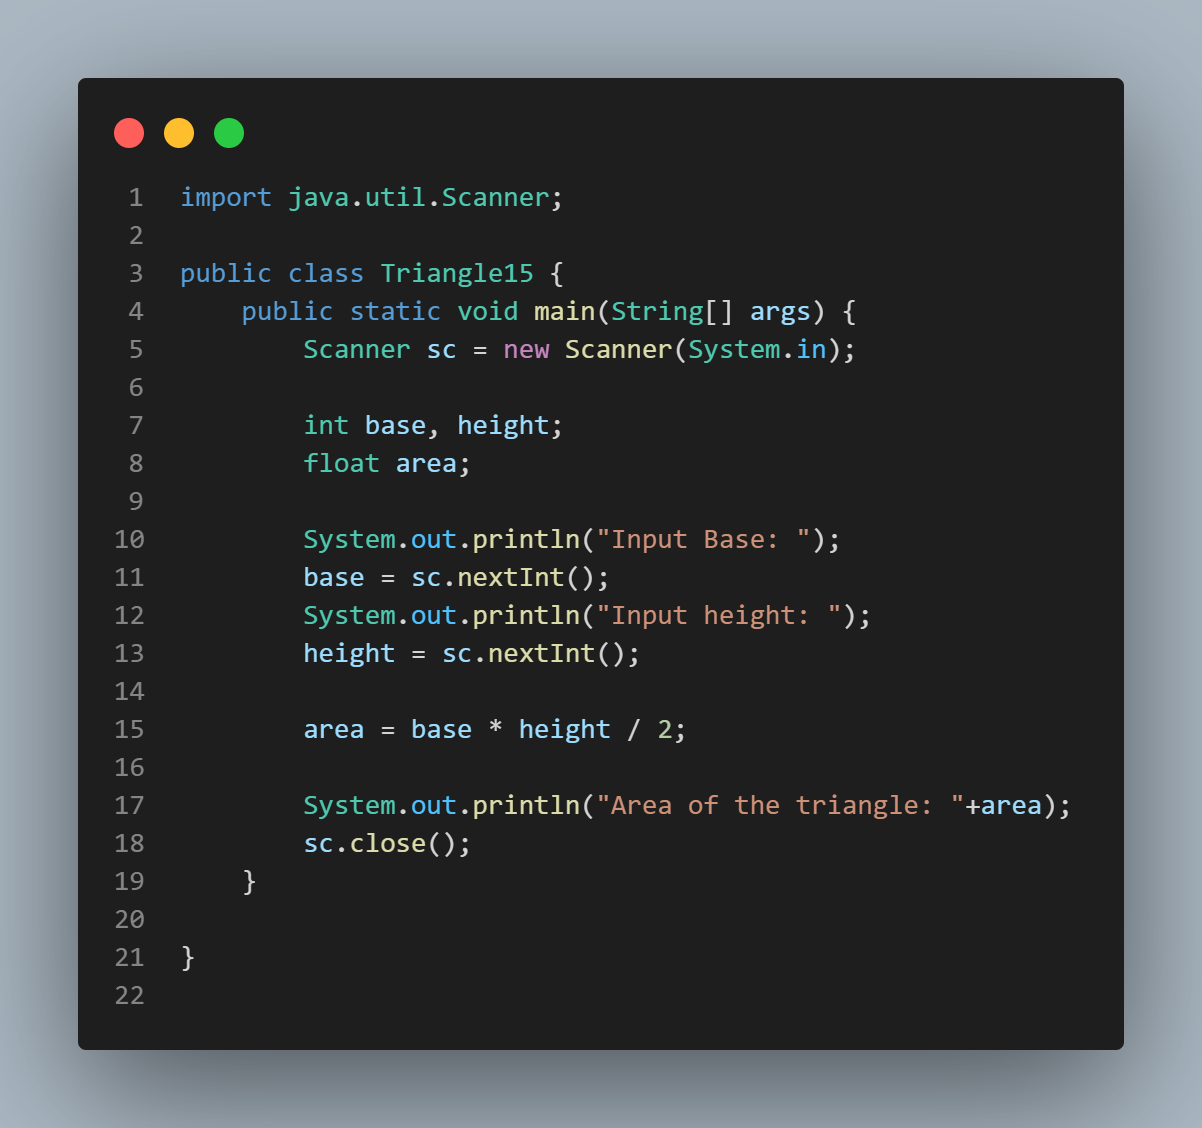 1 import java.util.Scanner;
2
3 public class Triangle15 {
4     public static void main(String[] args) {
5         Scanner sc = new Scanner(System.in);
6
7         int base, height;
8         float area;
9
10         System.out.println("Input Base: ");
11         base = sc.nextInt();
12         System.out.println("Input height: ");
13         height = sc.nextInt();
14
15         area = base * height / 2;
16
17         System.out.println("Area of the triangle: "+area);
18         sc.close();
19     }
20
21 }
22